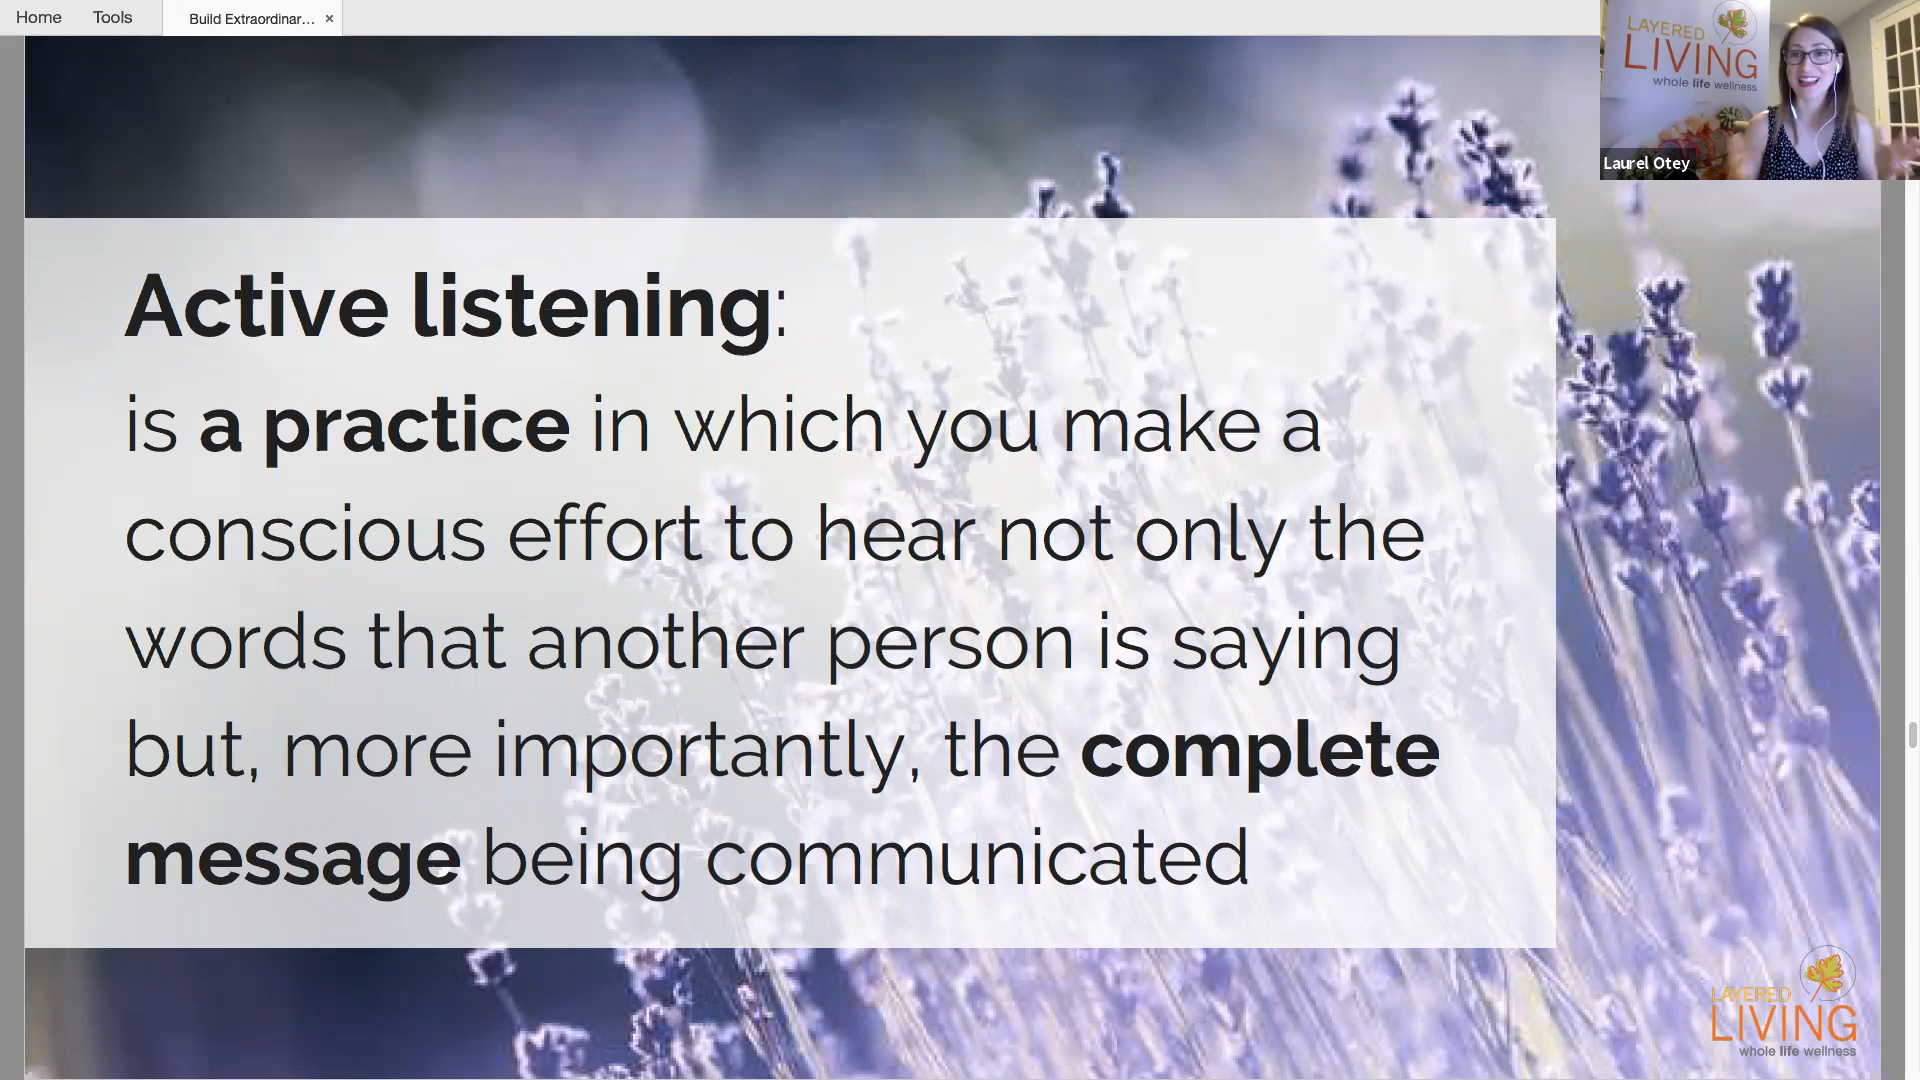 Home Tools Build Extraordinar... ×
LAYERED
LIVING
whole life wellness
Laurel Otey
Active listening:
is a practice in which you make a
conscious effort to hear not only the
words that another person is saying
but, more importantly, the complete
message being communicated
LAYERED
LIVING
whole life wellness